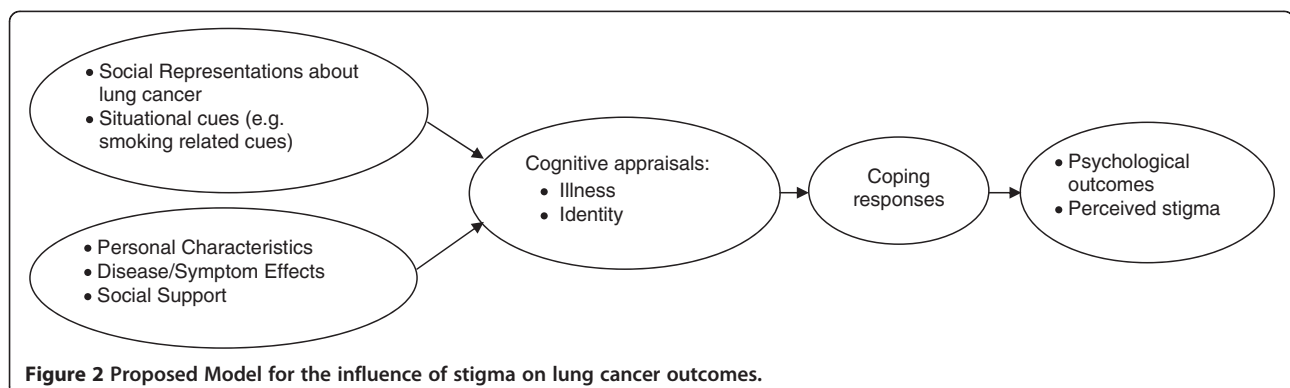 • Social Representations about
lung cancer
• Situational cues (e.g.
smoking related cues)
• Personal Characteristics
• Disease/Symptom Effects
• Social Support
Cognitive appraisals:
• Illness
• Identity
Coping
responses
• Psychological
outcomes
• Perceived stigma
Figure 2 Proposed Model for the influence of stigma on lung cancer outcomes.